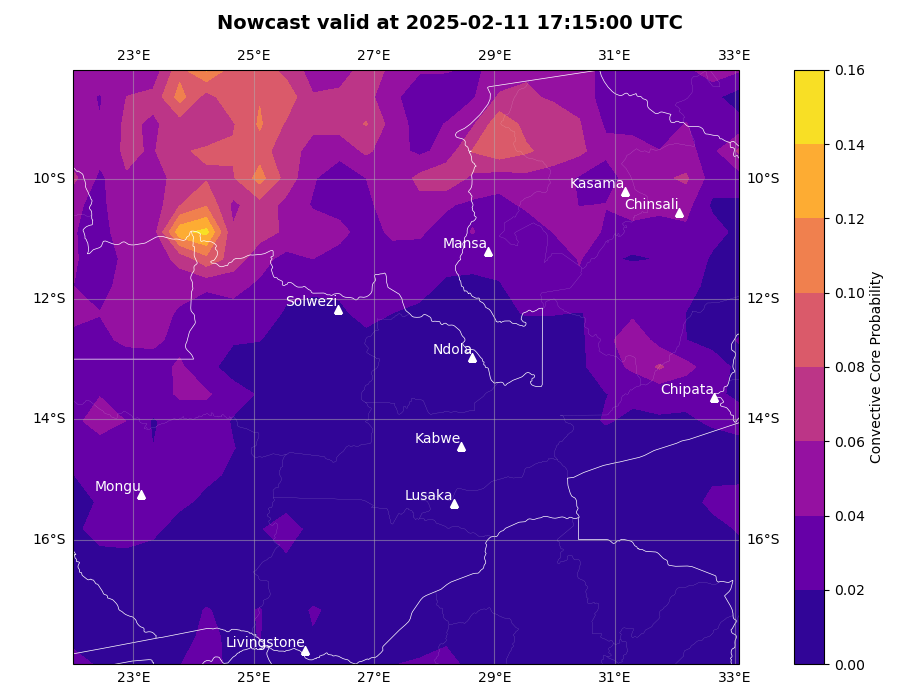 Nowcast valid at 2025-02-11 17:15:00 UTC
23°E 25°E 27°E 29°E 31°E 33°E
0.16
0.14
0.12
0.10
0.08
0.06
0.04
0.02
0.00
Convective Core Probability
10°S 10°S
12°S 12°S
14°S 14°S
16°S 16°S
Kasama
Chinsali
Mansa
Solwezi
Ndola
Chipata
Kabwe
Mongu
Lusaka
Livingstone
23°E 25°E 27°E 29°E 31°E 33°E